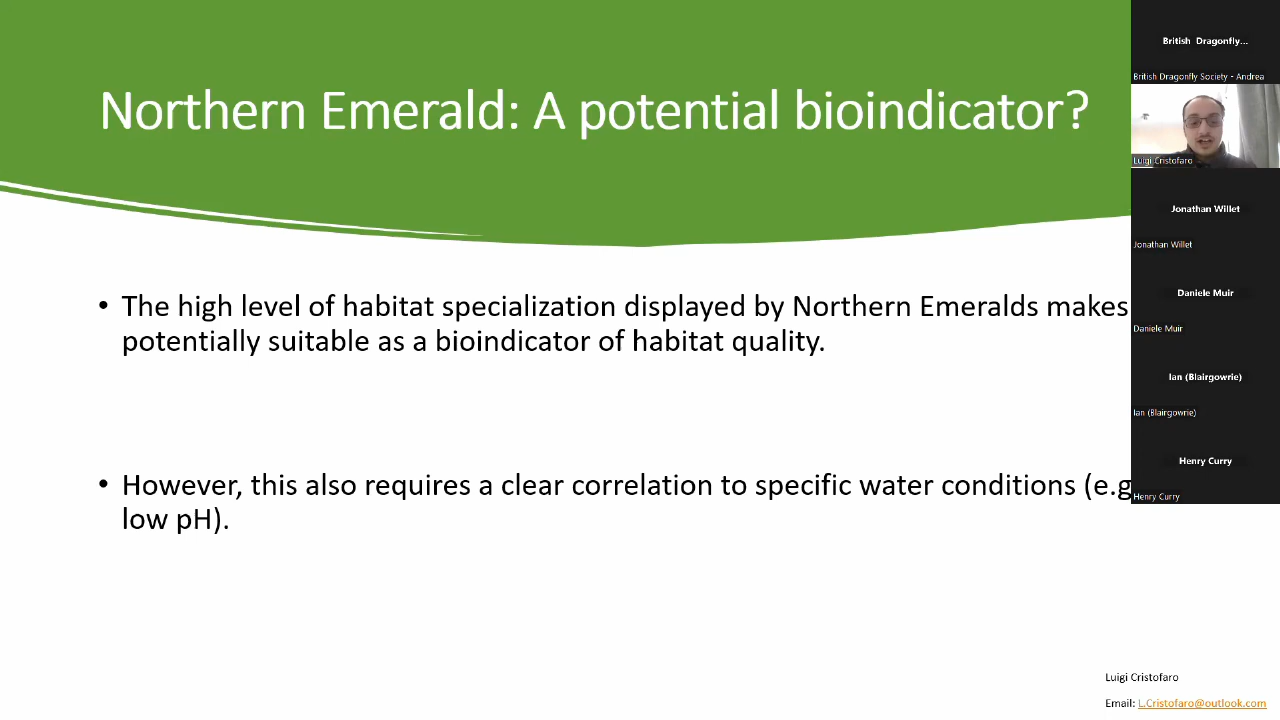 Northern Emerald: A potential bioindicator?
• The high level of habitat specialization displayed by Northern Emeralds makes
potentially suitable as a bioindicator of habitat quality.
• However, this also requires a clear correlation to specific water conditions (e.g
low pH).
Luigi Cristofaro
Email: L.Cristofaro@outlook.com
British Dragonfly...
British Dragonfly Society - Andrea
Luigi Cristofaro
Jonathan Willet
Jonathan Willet
Daniele Muir
Daniele Muir
Ian (Blairgowrie)
Ian (Blairgowrie)
Henry Curry
Henry Curry